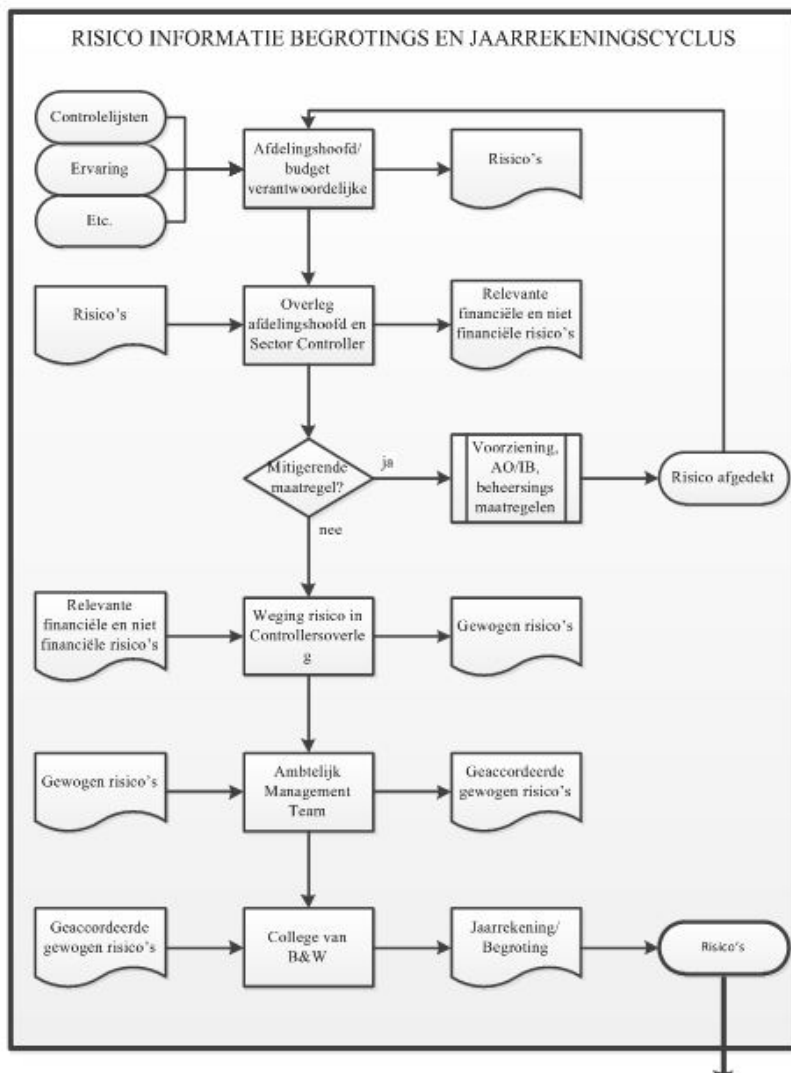 RISICO INFORMATIE BEGROTINGS EN JAARREKENINGSCYCLUS
Controlelijsten
Ervaring
Etc.
Afdelingshoofd/
budget
verantwoordelijke
Risico's
Risico's
Overleg
afdelingshoofd en
Sector Controller
Relevante
financiële en niet
financiële risico's
Mitigerende
maatregel?
ja
nee
Voorziening,
AO/IB,
beheersings
maatregelen
Risico afgedekt
Relevante
financiële en niet
financiële risico's
Weging risico in
Controllersoverle
g
Gewogen risico's
Gewogen risico's
Ambtelijk
Management
Team
Geaccordeerde
gewogen risico's
Geaccordeerde
gewogen risico's
College van
B&W
Jaarrekening/
Begroting
Risico's